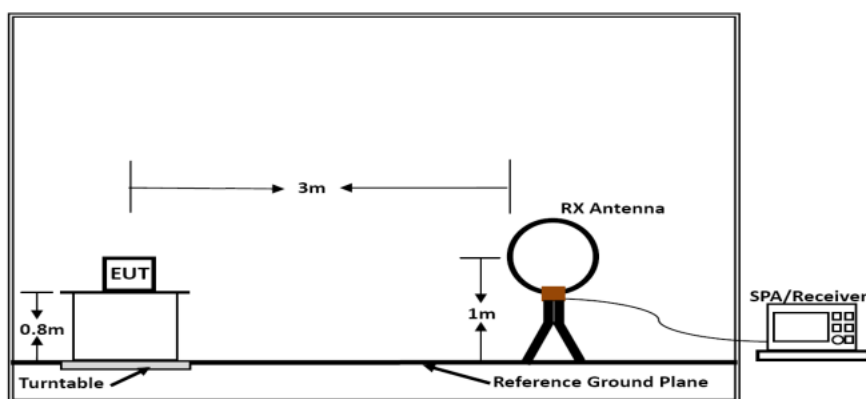 3m
RX Antenna
EUT
SPA/Receiver
0.8m
1m
Turntable
Reference Ground Plane